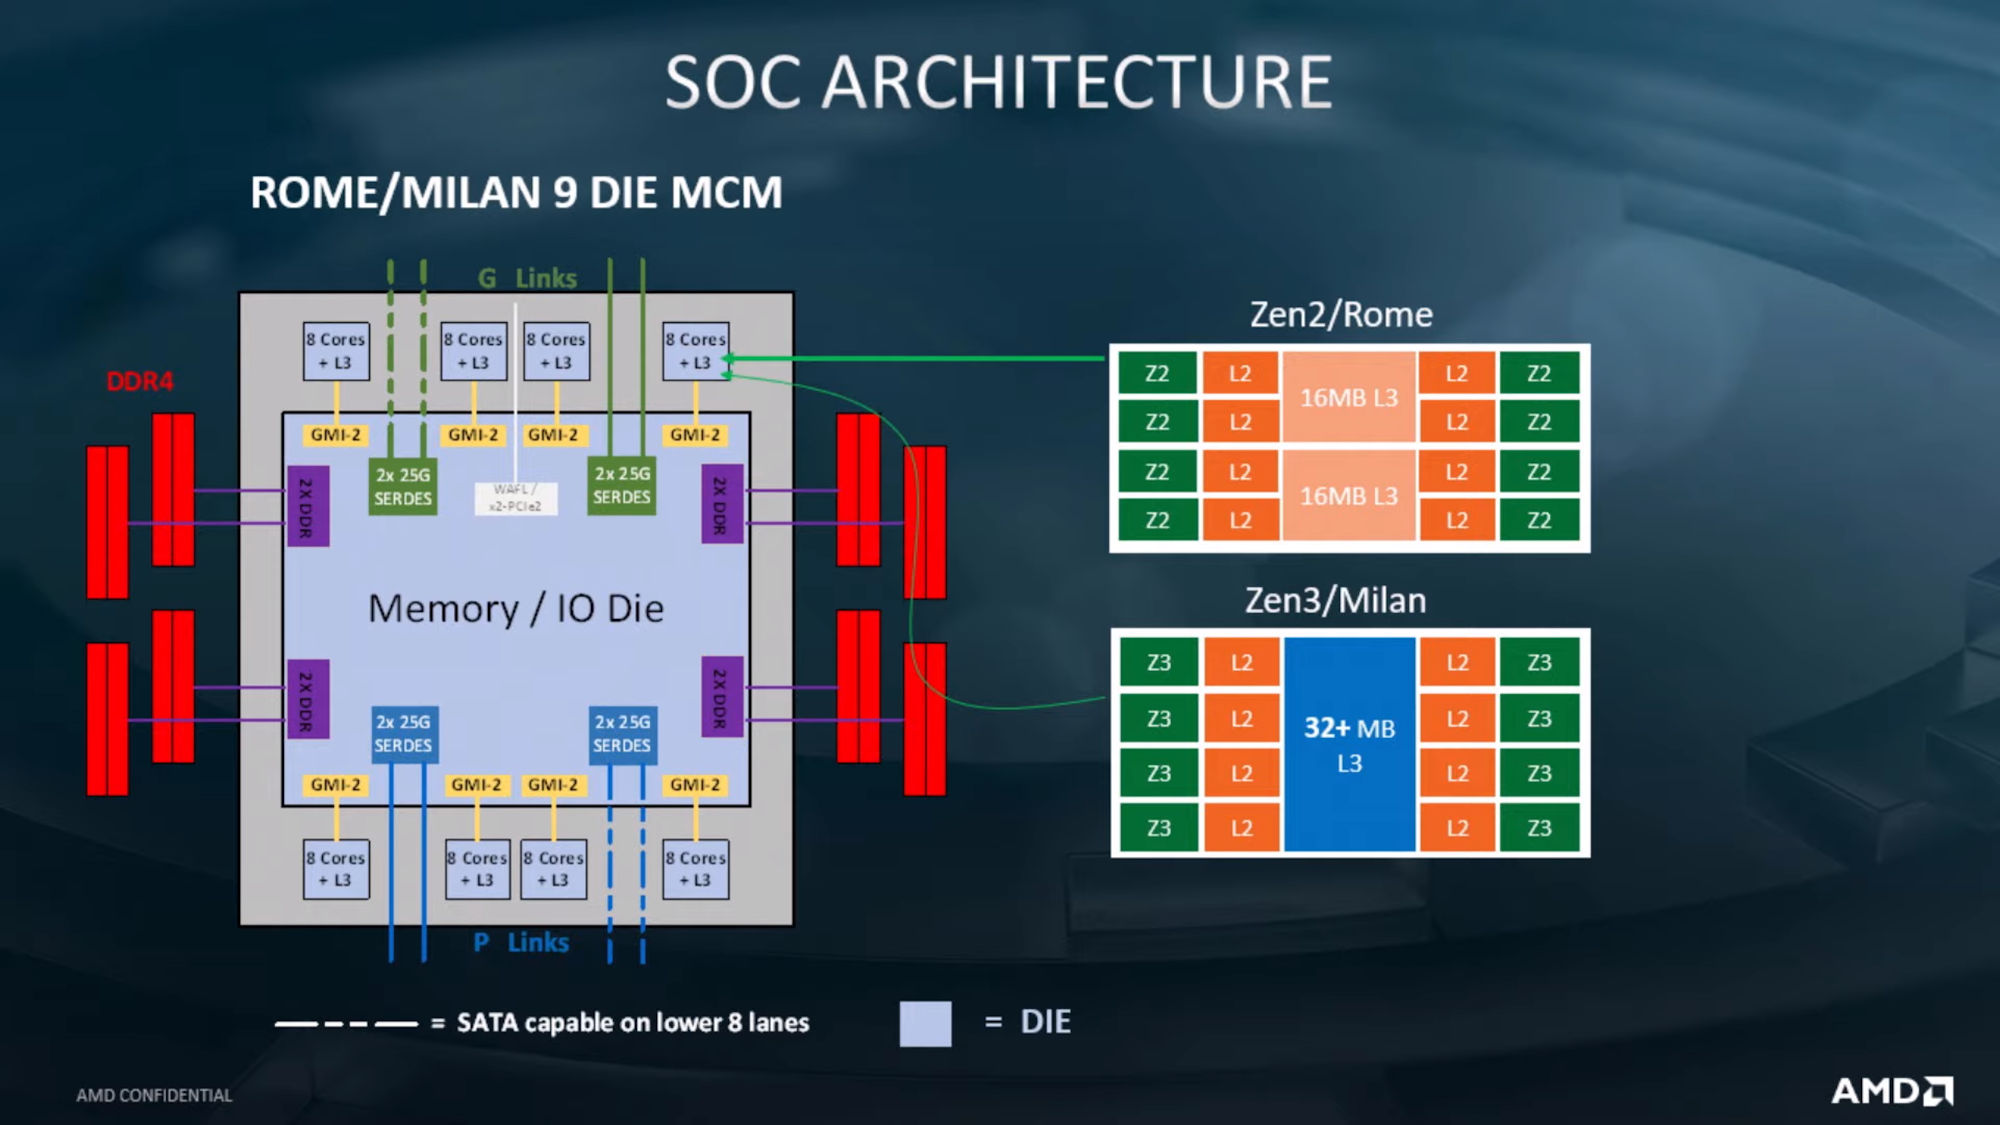 SOC ARCHITECTURE
ROME/MILAN 9 DIE MCM
G Links
8 Cores
+ L3
8 Cores
+ L3
8 Cores
+ L3
8 Cores
+ L3
DDR4
GMI-2
GMI-2
GMI-2
GMI-2
2X DDR
2x 25G
SERDES
WAFL /
x2-PCIe2
2x 25G
SERDES
2X DDR
Memory / IO Die
2X DDR
2x 25G
SERDES
2x 25G
SERDES
2X DDR
GMI-2
GMI-2
GMI-2
GMI-2
8 Cores
+ L3
8 Cores
+ L3
8 Cores
+ L3
8 Cores
+ L3
P Links
Zen2/Rome
Z2 L2 16MB L3 L2 Z2
Z2 L2 L2 Z2
Z2 L2 16MB L3 L2 Z2
Z2 L2 L2 Z2
Zen3/Milan
Z3 L2 32+ MB L2 Z3
Z3 L2 L3 L2 Z3
Z3 L2 L2 Z3
Z3 L2 L2 Z3
= SATA capable on lower 8 lanes
= DIE
AMD CONFIDENTIAL
AMD